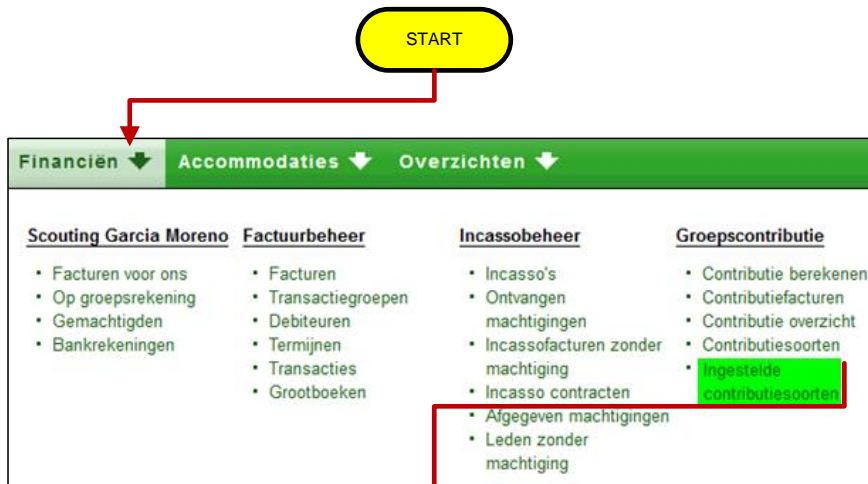 START
Financiën Accommodaties Overzichten
Scouting Garcia Moreno
Facturen voor ons
Op groepsrekening
Gemachtigden
Bankrekeningen
Factuurbeheer
Facturen
Transactiegroepen
Debiteuren
Termijnen
Transacties
Grootboeken
Incassobeheer
Incasso's
Ontvangen
machtigingen
Incassofacturen zonder
machtiging
Incasso contracten
Afgegeven machtigingen
Leden zonder
machtiging
Groepscontributie
Contributie berekenen
Contributiefacturen
Contributie overzicht
Contributiesoorten
Ingestelde
contributiesoorten